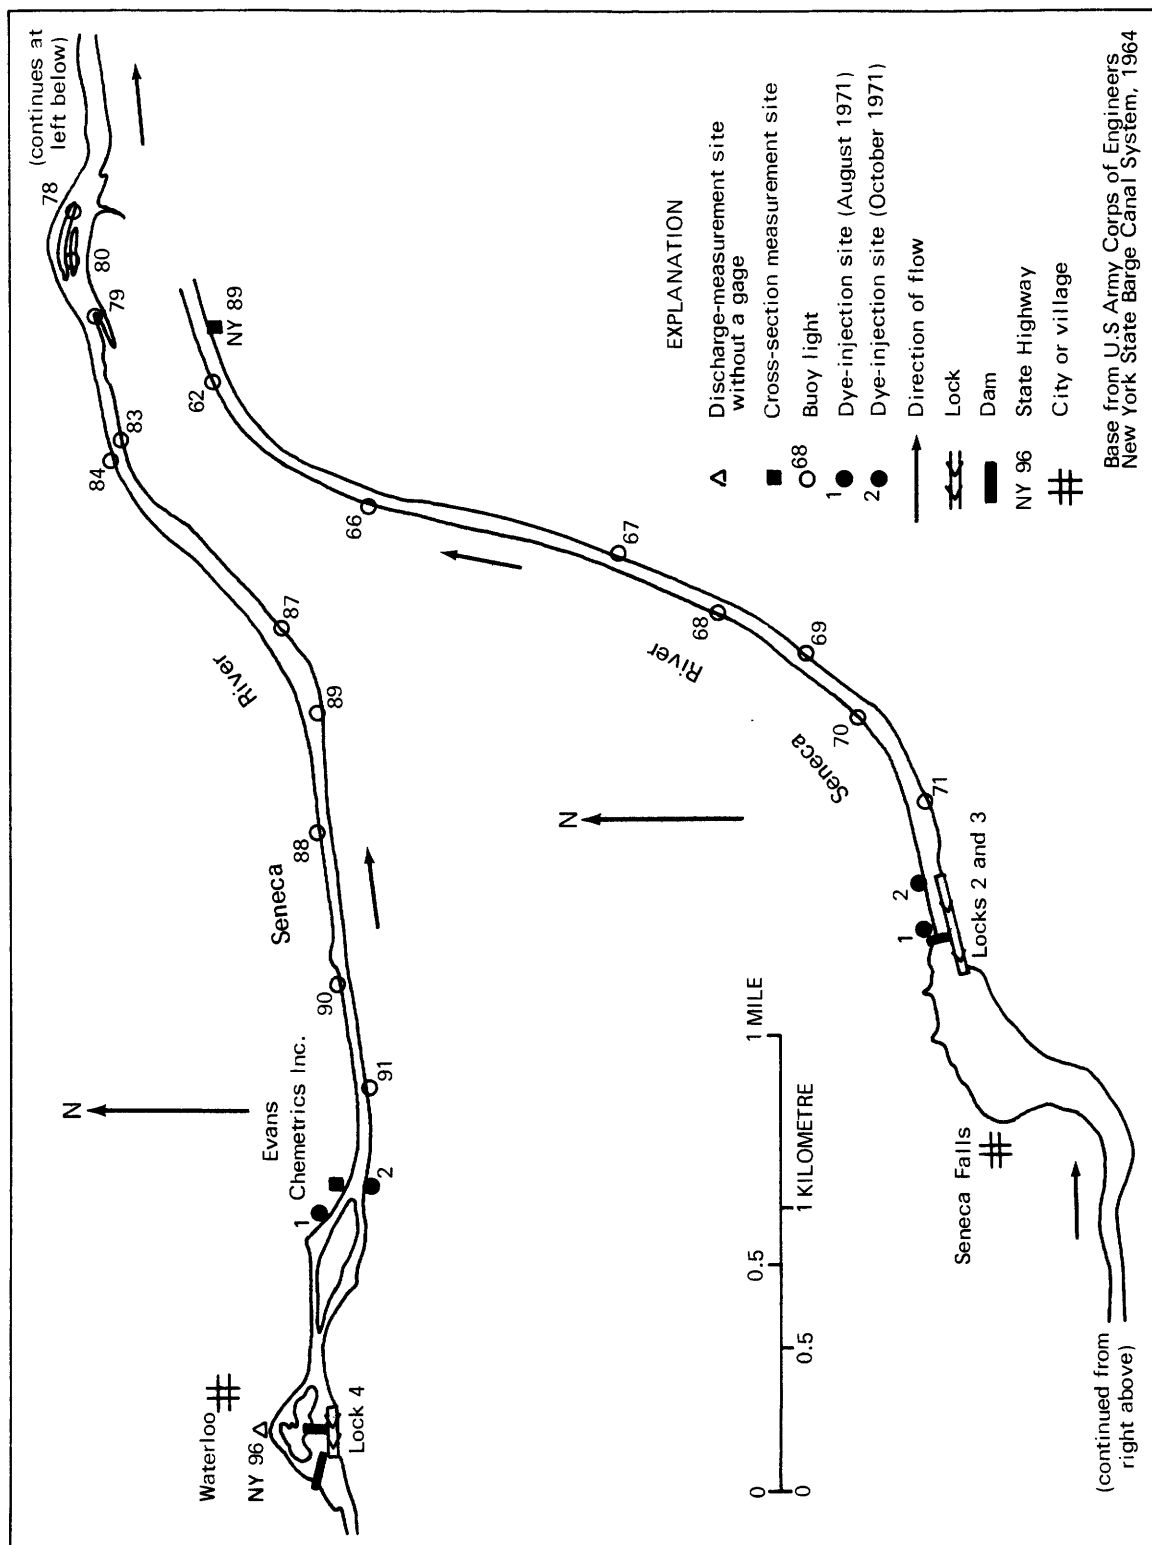 (continues at
left below)
78
80
79
83
84
87
89
River
88
Seneca
90
91
N
Evans
Chemetrics Inc.
1
2
Waterloo
NY 96
Lock 4
NY 89
62
66
67
68
River
69
70
Seneca
71
N
2
1
Locks 2 and 3
Seneca Falls
(continued from
right above)
0 0.5 1 MILE
0 0.5 1 KILOMETRE
EXPLANATION
Discharge-measurement site
without a gage
Cross-section measurement site
68 Buoy light
1 Dye-injection site (August 1971)
2 Dye-injection site (October 1971)
Direction of flow
Lock
Dam
NY 96 State Highway
City or village
Base from U.S Army Corps of Engineers
New York State Barge Canal System, 1964